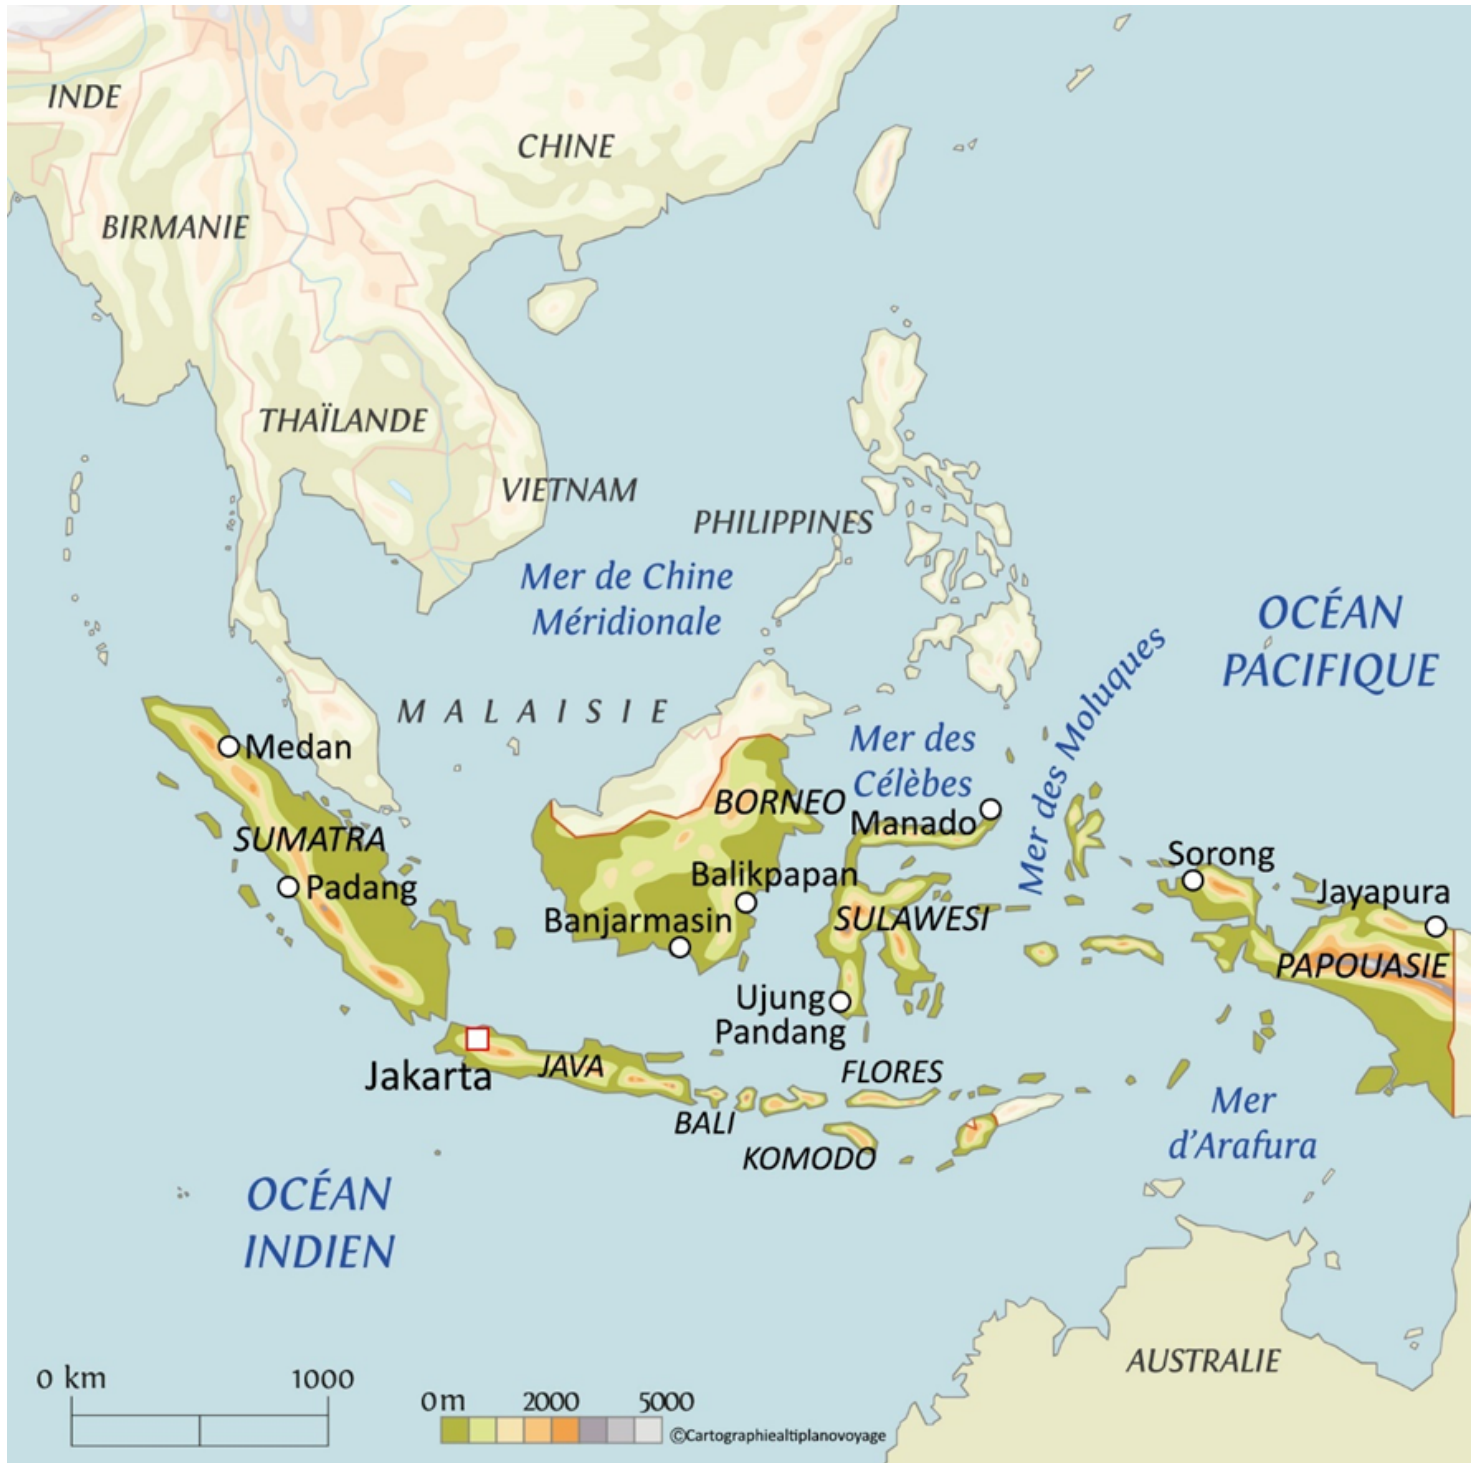 INDE
CHINE
BIRMANIE
THAÏLANDE
VIETNAM
PHILIPPINES
Mer de Chine
Méridionale
OCÉAN
PACIFIQUE
Mer des Moluques
MALAISIE
Mer des
Célèbes
Medan
BORNEO
Manado
SUMATRA
Sorong
Balikpapan
Padang
Jayapura
Banjarmasin
SULAWESI
PAPOUASIE
Ujung
Pandang
Jakarta
JAVA
FLORES
BALI
KOMODO
Mer
d'Arafura
OCÉAN
INDIEN
AUSTRALIE
0 km 1000
0 m 2000 5000
©Cartographiealtiplanovoyage